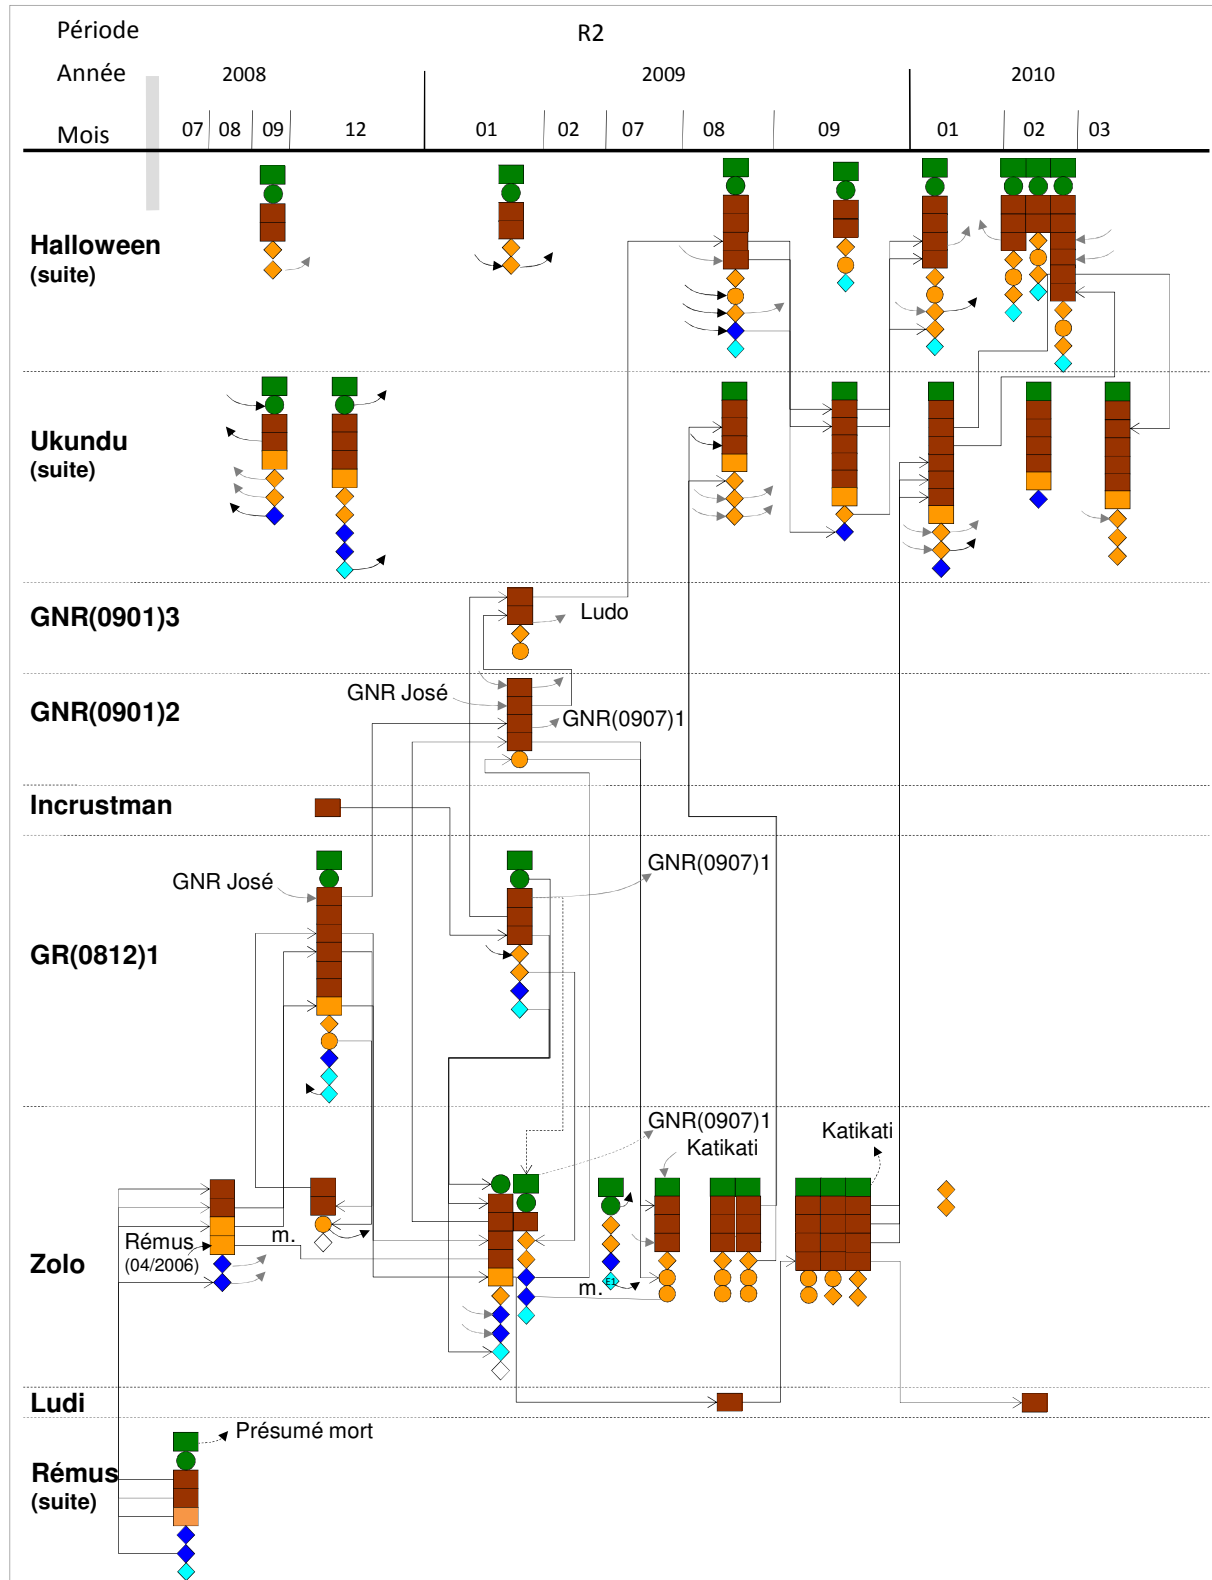 Période R2
Année 2008 2009 2010
Mois 07 08 09 12 01 02 07 08 09 01 02 03
Halloween
(suite)
Ukundu
(suite)
GNR(0901)3
Ludo
GNR José
GNR(0901)2
GNR(0907)1
Incrustman
GNR(0907)1
GNR José
GR(0812)1
GNR(0907)1
Katikati
Katikati
m.
Rémus
(04/2006)
Zolo
E1
m.
Ludi
Présumé mort
Rémus
(suite)